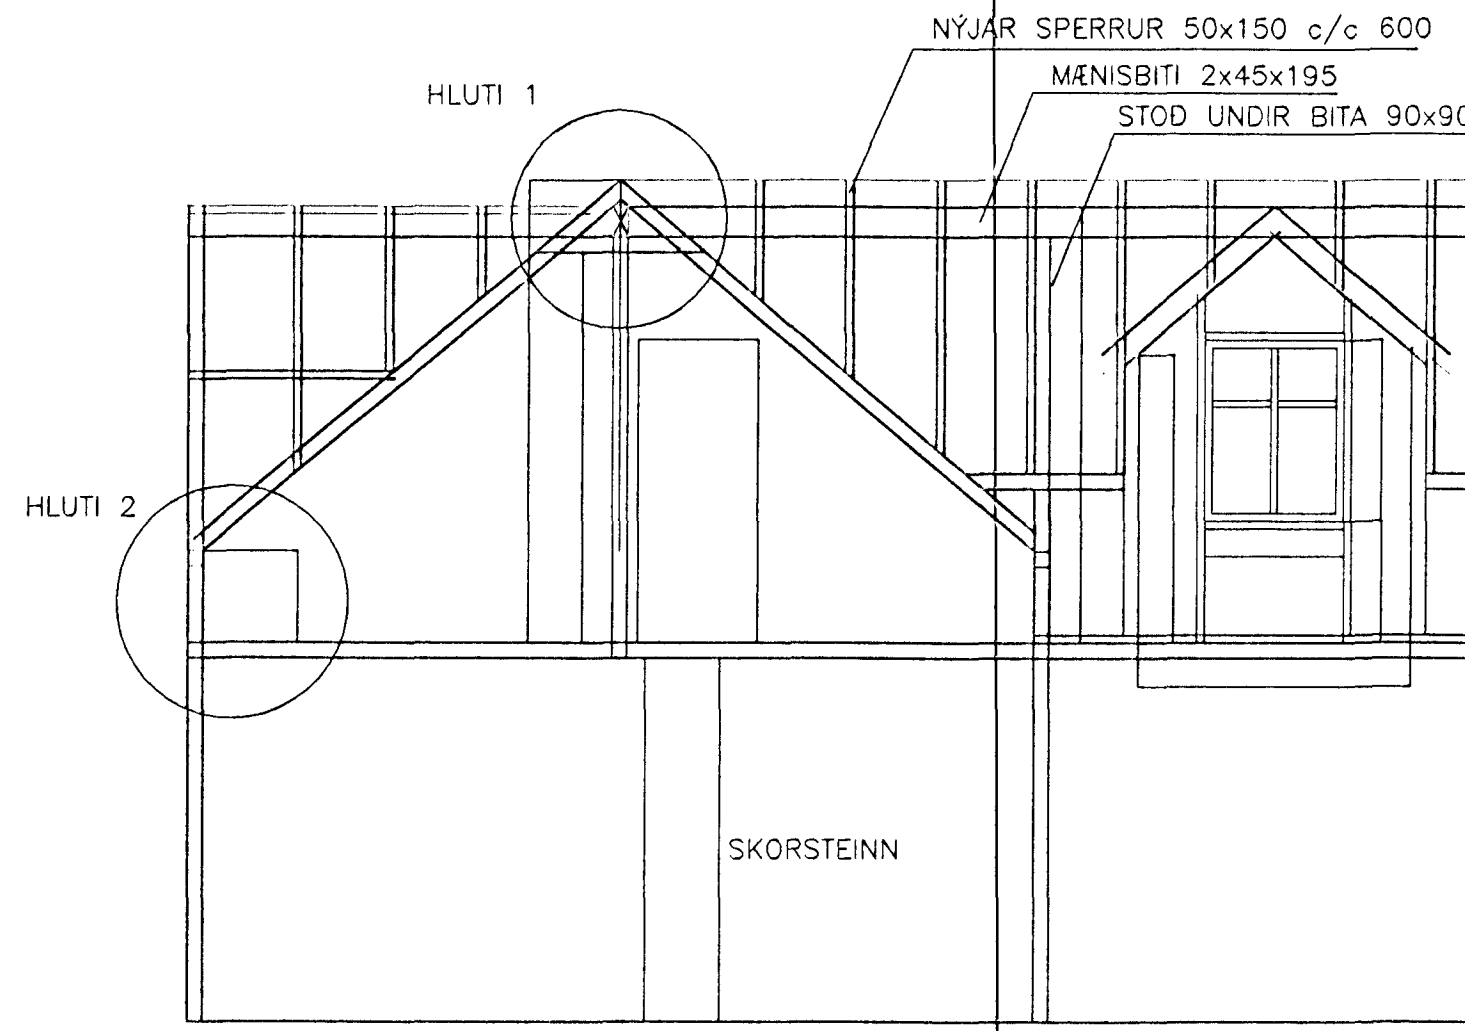 NÝJAR SPERRUR 50x150 c/c 600
MÆNISBITI 2x45x195
STOÐ UNDIR BITA 90x90
HLUTI 1
HLUTI 2
SKORSTEINN